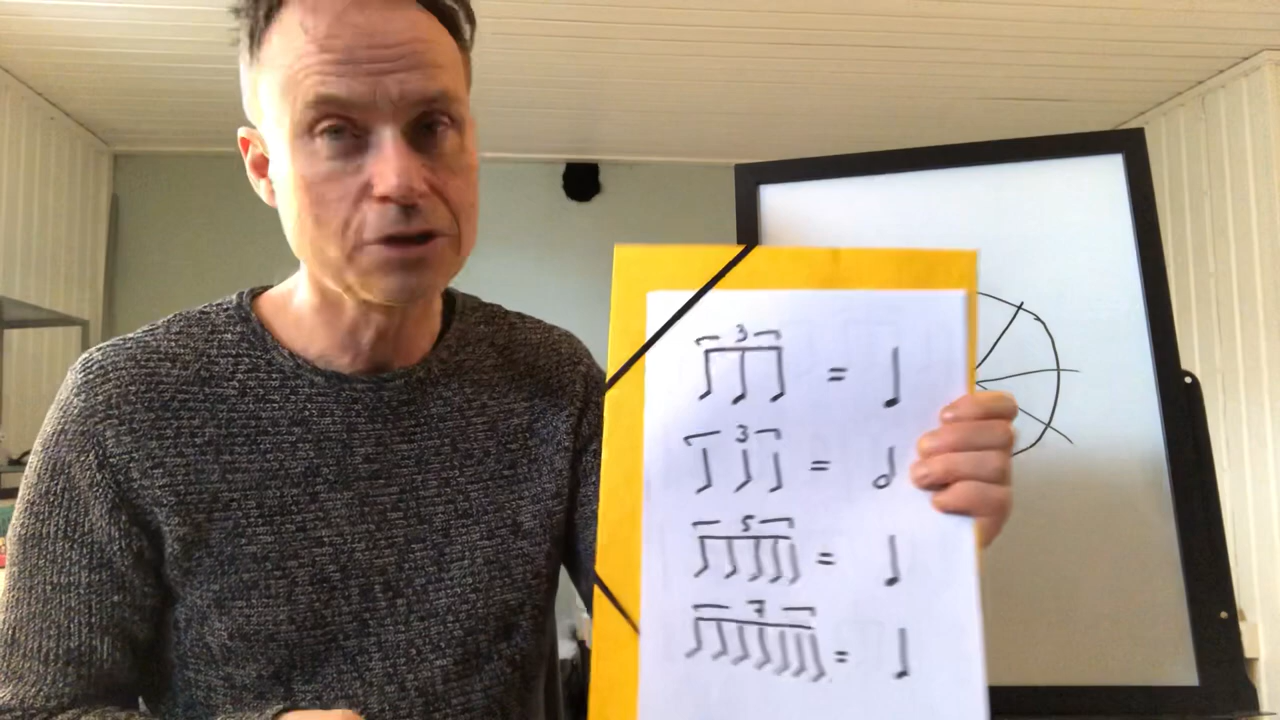 3 =
3 =
5 =
7 =